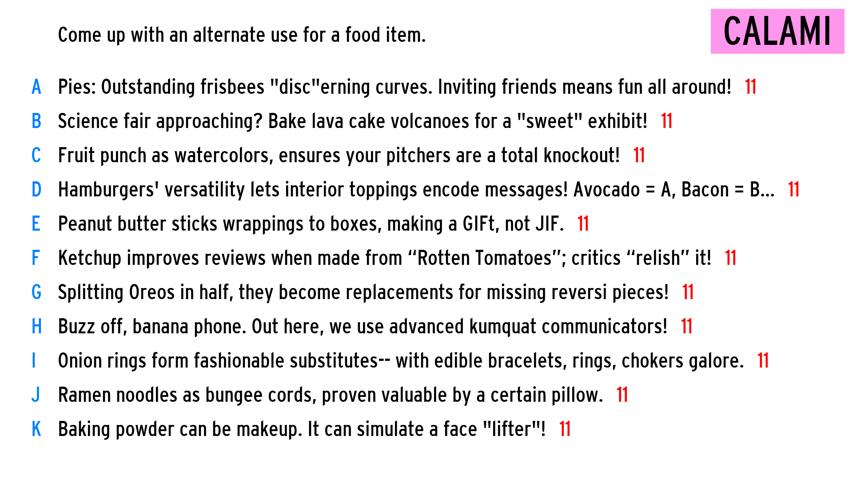 CALAMI
Come up with an alternate use for a food item.
A Pies: Outstanding frisbees "disc"erning curves. Inviting friends means fun all around! 11
B Science fair approaching? Bake lava cake volcanoes for a "sweet" exhibit! 11
C Fruit punch as watercolors, ensures your pitchers are a total knockout! 11
D Hamburgers' versatility lets interior toppings encode messages! Avocado = A, Bacon = B... 11
E Peanut butter sticks wrappings to boxes, making a GIFt, not JIF. 11
F Ketchup improves reviews when made from “Rotten Tomatoes”; critics “relish” it! 11
G Splitting Oreos in half, they become replacements for missing reversi pieces! 11
H Buzz off, banana phone. Out here, we use advanced kumquat communicators! 11
I Onion rings form fashionable substitutes-- with edible bracelets, rings, chokers galore. 11
J Ramen noodles as bungee cords, proven valuable by a certain pillow. 11
K Baking powder can be makeup. It can simulate a face "lifter"! 11